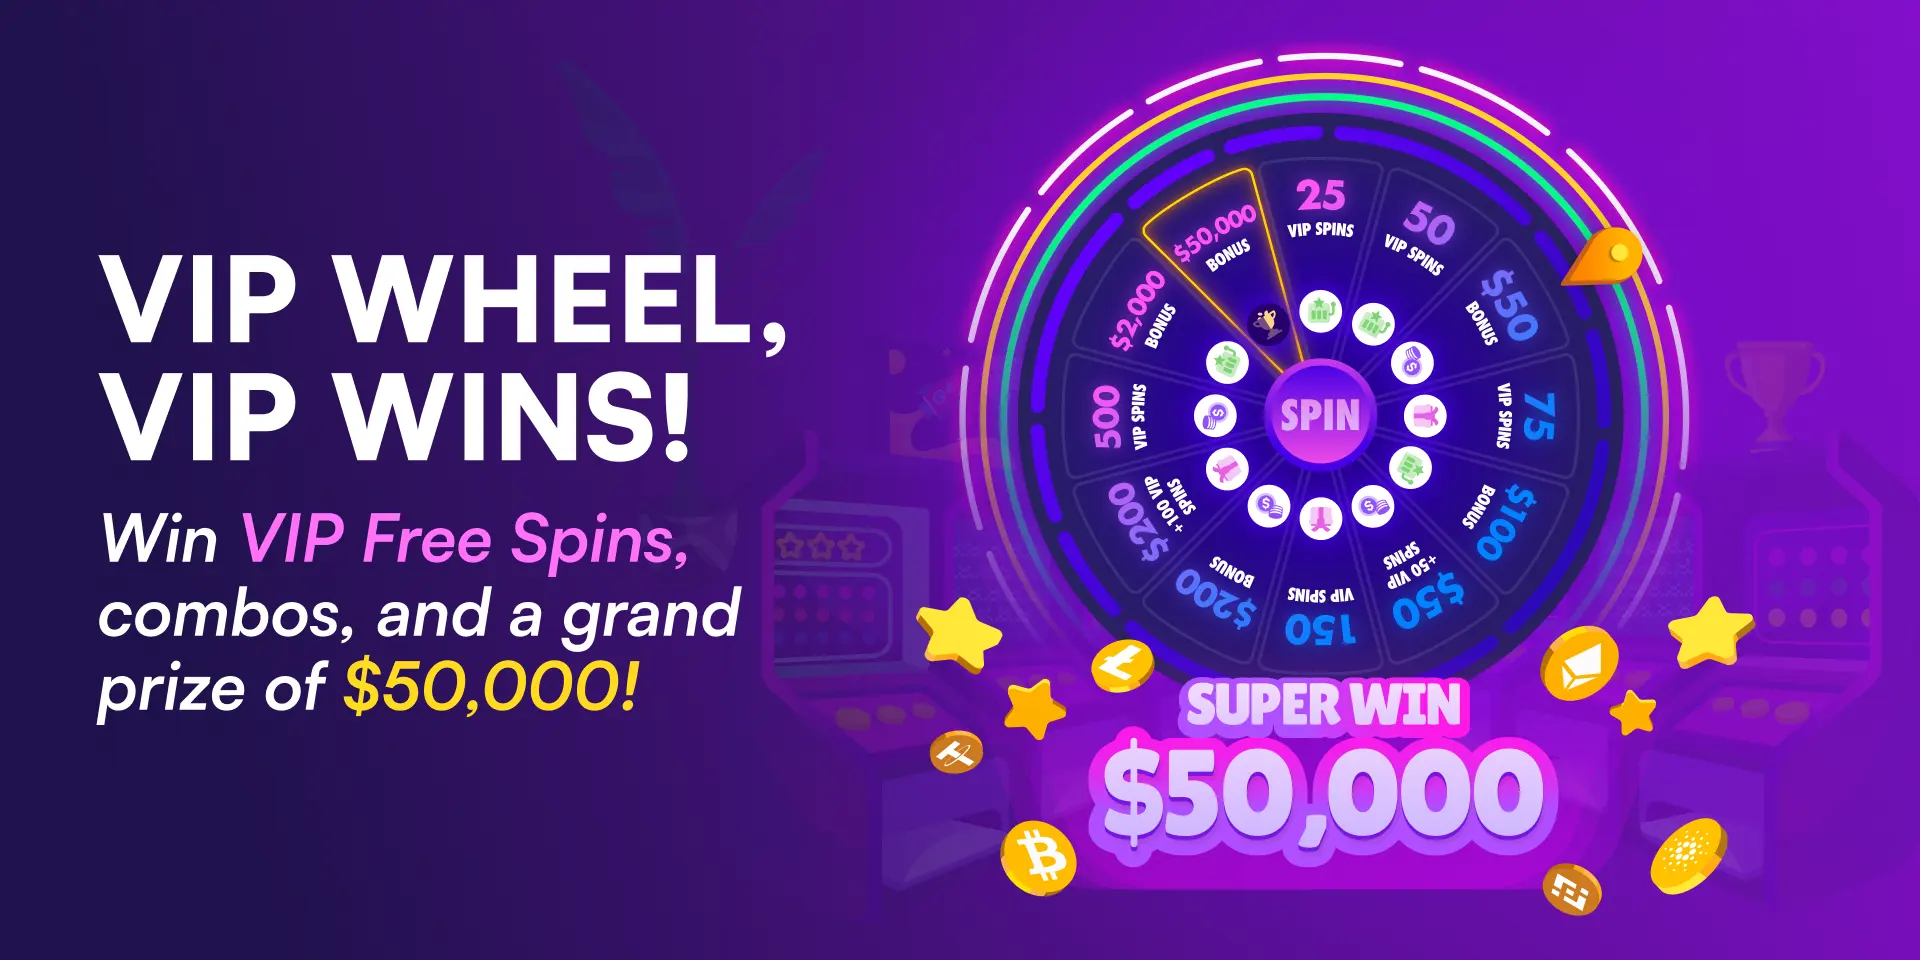 VIP WHEEL,
VIP WINS!
Win VIP Free Spins,
combos, and a grand
prize of $50,000!
$50,000
BONUS
25
VIP SPINS
50
VIP SPINS
$50
BONUS
75
VIP SPINS
$100
BONUS
$50
+50 VIP
SPINS
150
VIP SPINS
$200
BONUS
$200
+100 VIP
SPINS
500
VIP SPINS
$2,000
BONUS
SPIN
SUPER WIN
$50,000